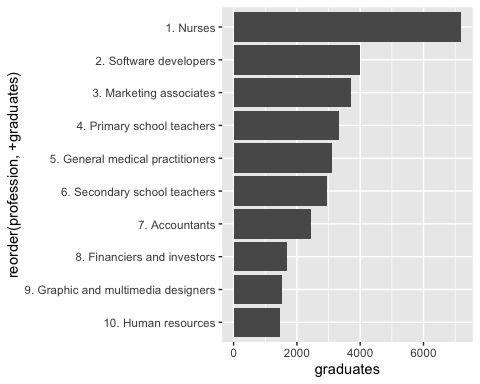 reorder(profession, +graduates)
1. Nurses
2. Software developers
3. Marketing associates
4. Primary school teachers
5. General medical practitioners
6. Secondary school teachers
7. Accountants
8. Financiers and investors
9. Graphic and multimedia designers
10. Human resources
0 2000 4000 6000
graduates